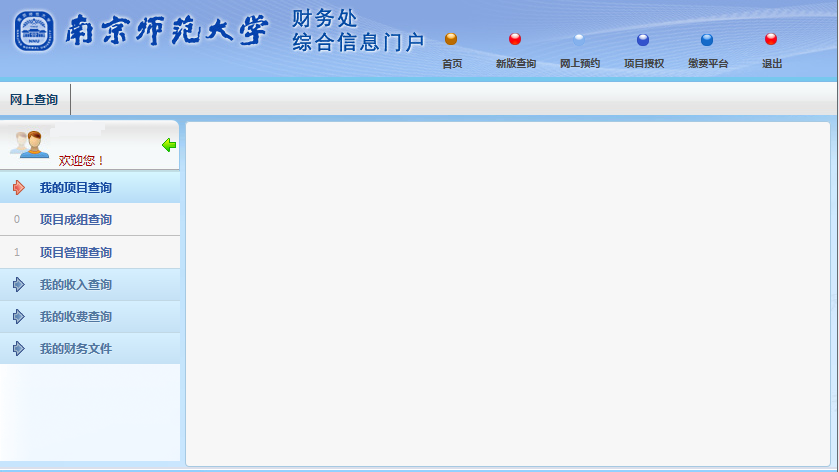 南京师范大学
财务处
综合信息门户
首页
新版查询
网上预约
项目授权
缴费平台
退出
网上查询
欢迎您！
我的项目查询
0 项目成组查询
1 项目管理查询
我的收入查询
我的收费查询
我的财务文件